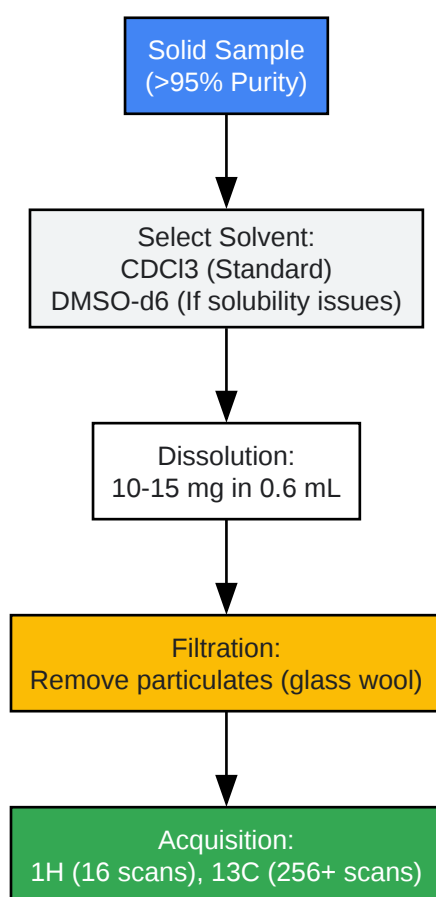 Solid Sample
(>95% Purity)
Select Solvent:
CDCl3 (Standard)
DMSO-d6 (If solubility issues)
Dissolution:
10-15 mg in 0.6 mL
Filtration:
Remove particulates (glass wool)
Acquisition:
1H (16 scans), 13C (256+ scans)